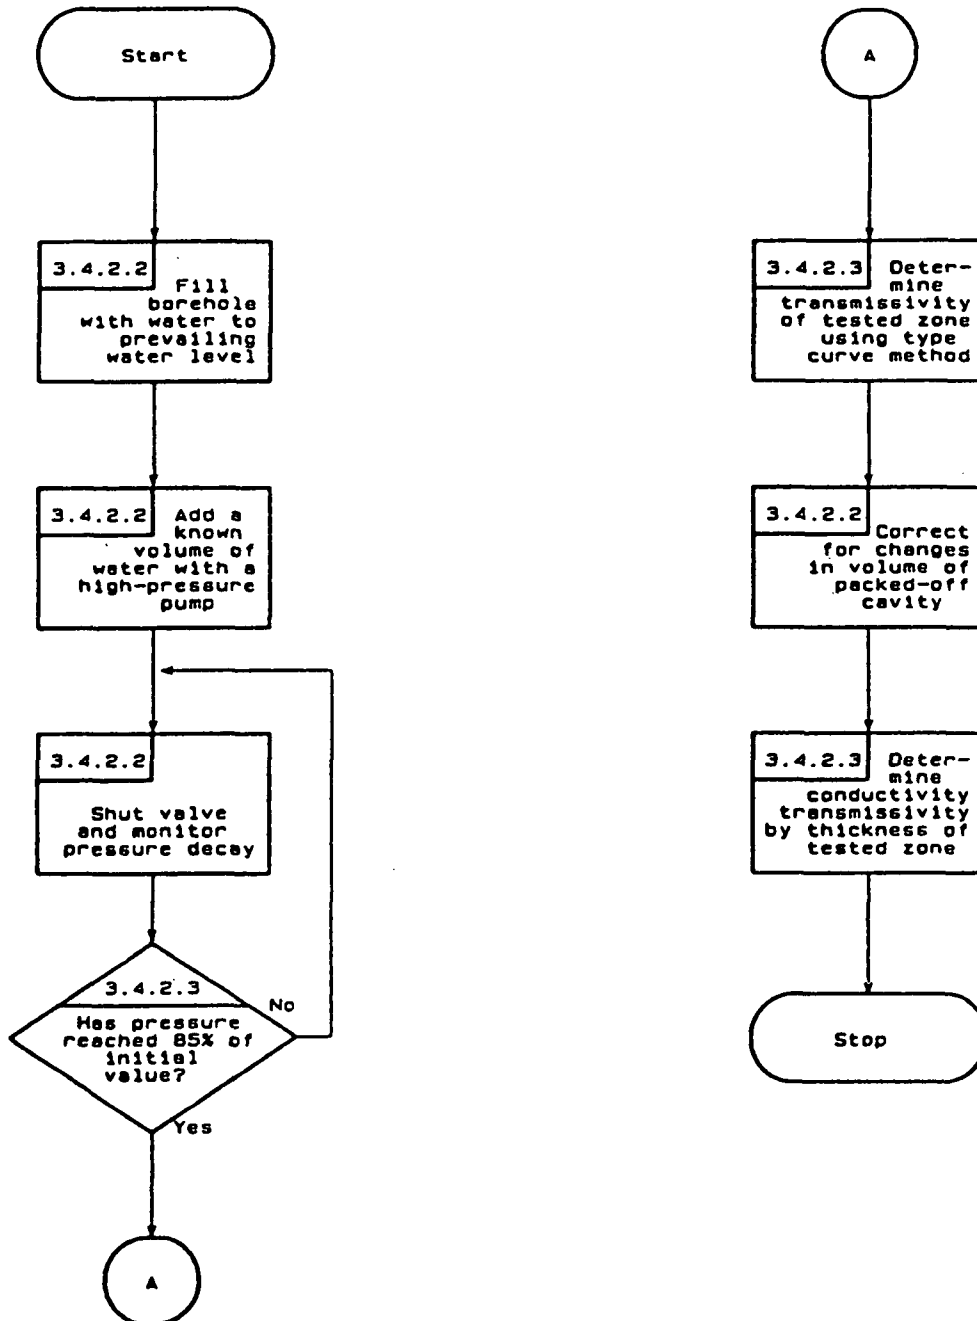 Start
3.4.2.2
Fill
borehole
with water to
prevailing
water level
3.4.2.2 Add a
known
volume of
water with a
high-pressure
pump
3.4.2.2
Shut valve
and monitor
pressure decay
3.4.2.3
No
Has pressure
reached 85% of
initial
value?
Yes
A
A
3.4.2.3 Deter-
mine
transmissivity
of tested zone
using type
curve method
3.4.2.2
Correct
for changes
in volume of
packed-off
cavity
3.4.2.3 Deter-
mine
conductivity
transmissivity
by thickness of
tested zone
Stop